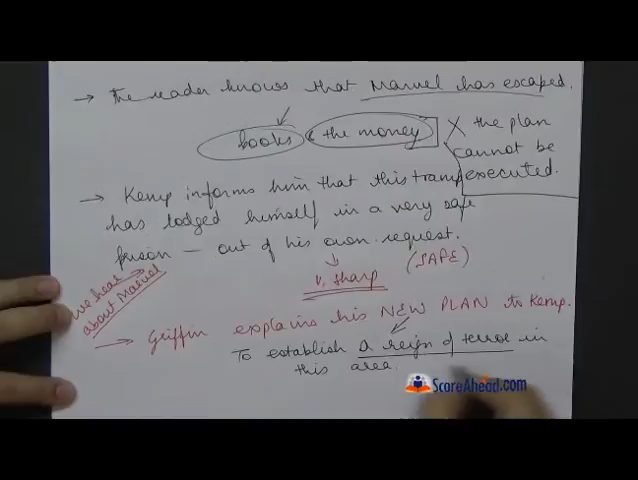 → The reader knows that Marvel has escaped.
books & the money X the plan
cannot be
executed.
→ Kemp informs him that this tramp
has lodged himself in a very safe
prison — out of his own request.
v. sharp (SAFE)
we hear
about Marvel
→ Griffin explains his NEW PLAN to Kemp.
To establish a reign of terror in
this area.
ScoreAhead.com